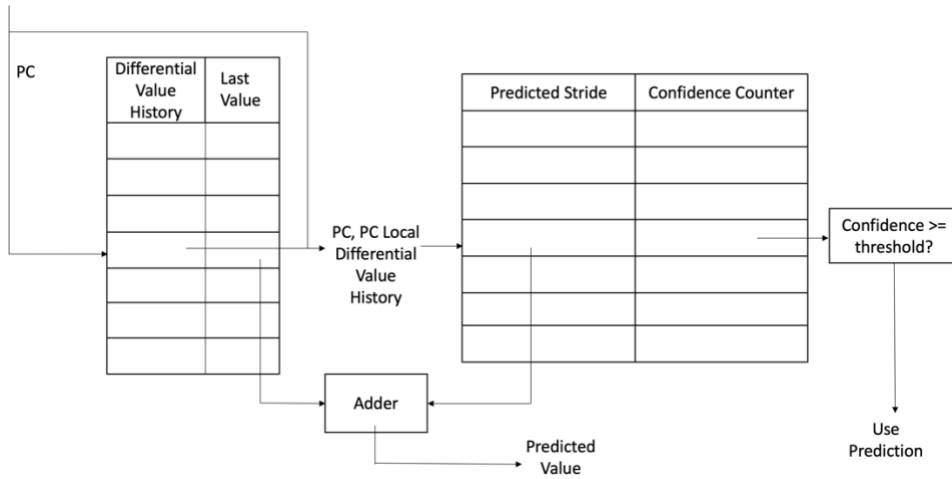 PC
Differential
Value
History
Last
Value
PC, PC Local
Differential
Value
History
Predicted Stride
Confidence Counter
Confidence >=
threshold?
Adder
Predicted
Value
Use
Prediction